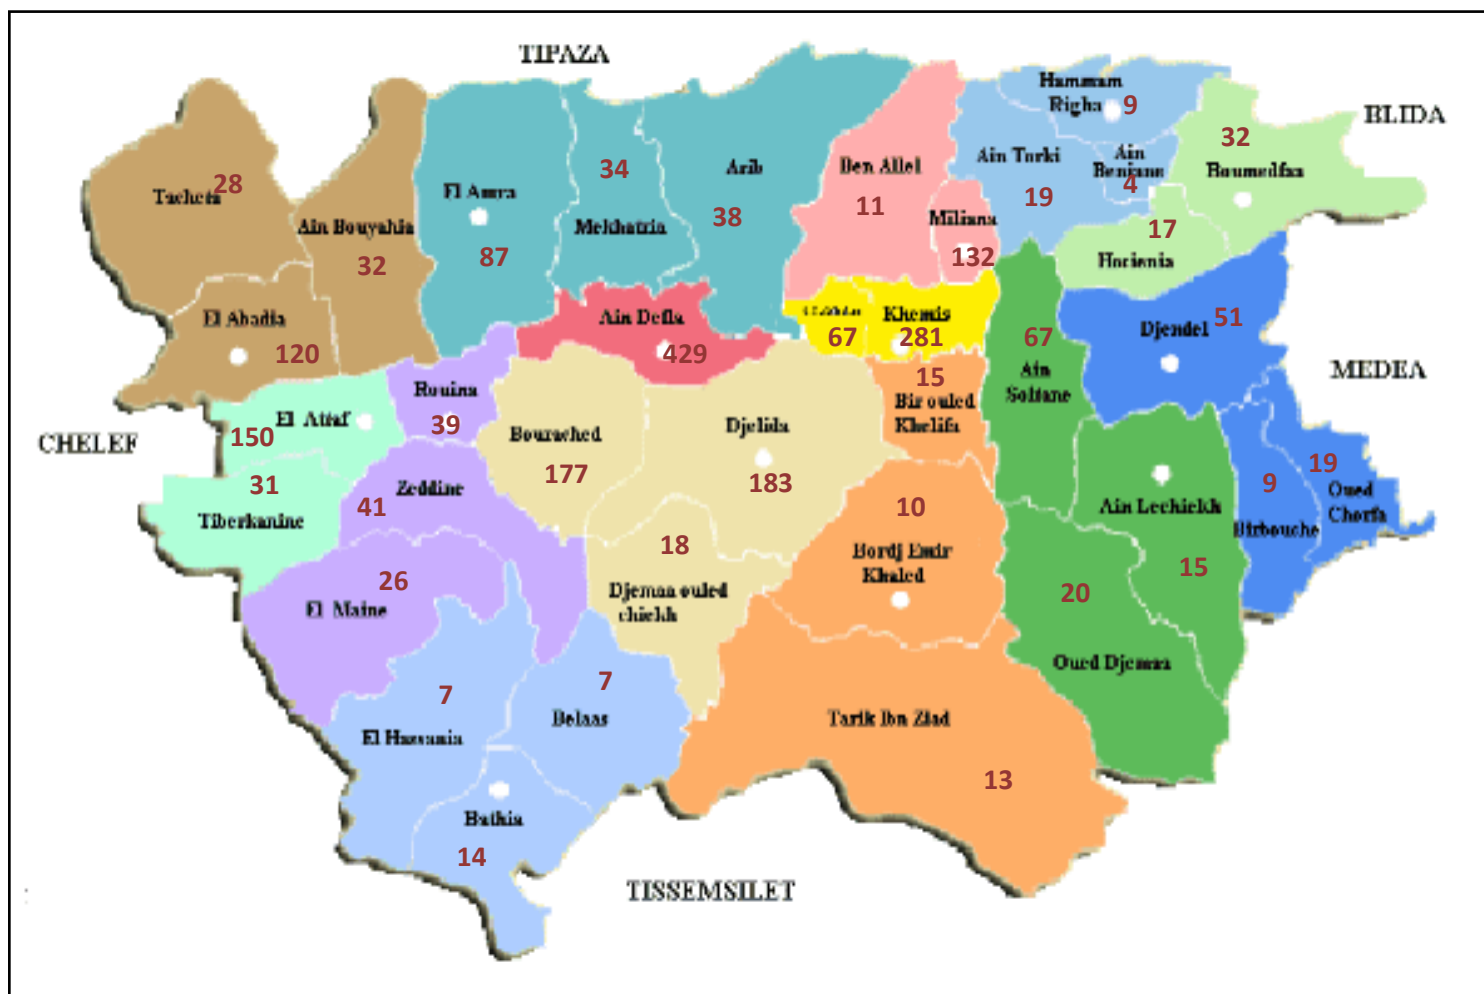 TIPAZA
Hammam
Righa
9
BLIDA
32
Boumedfaa
Ain Torki
19
Ain
Beniane
4
Arib
38
Ben Allel
11
Miliana
132
34
Mekhatria
El Amra
87
Tacheta
28
Ain Bouyahia
32
17
Hocienia
El Abadia
120
Ain Defla
429
67
Khemis
281
67
Ain
Soltane
Djendel
51
MEDEA
Rouina
39
15
Bir ouled
Khelifa
CHELEF
El Attaf
150
Bourached
177
Djelida
183
31
Tiberkanine
Zeddine
41
10
Bordj Emir
Khaled
Ain Lechiekh
15
9
Birbouche
19
Oued
Chorfa
18
Djemaa ouled
chiekh
26
El Maine
20
Oued Djemaa
7
El Hassania
7
Belaas
Tarik Ibn Ziad
13
Bathia
14
TISSEMSILET